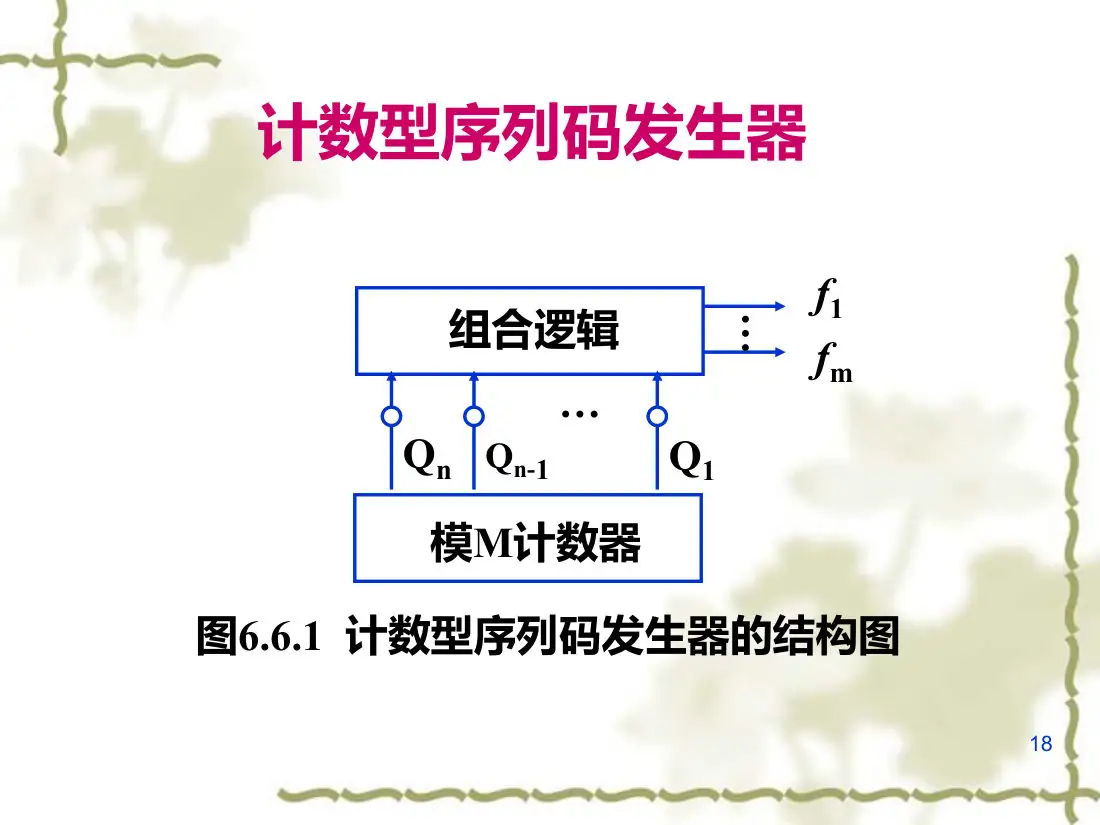 计数型序列码发生器
组合逻辑
f1
⋮
fm
…
Qn Qn-1 Q1
模M计数器
图6.6.1 计数型序列码发生器的结构图
18